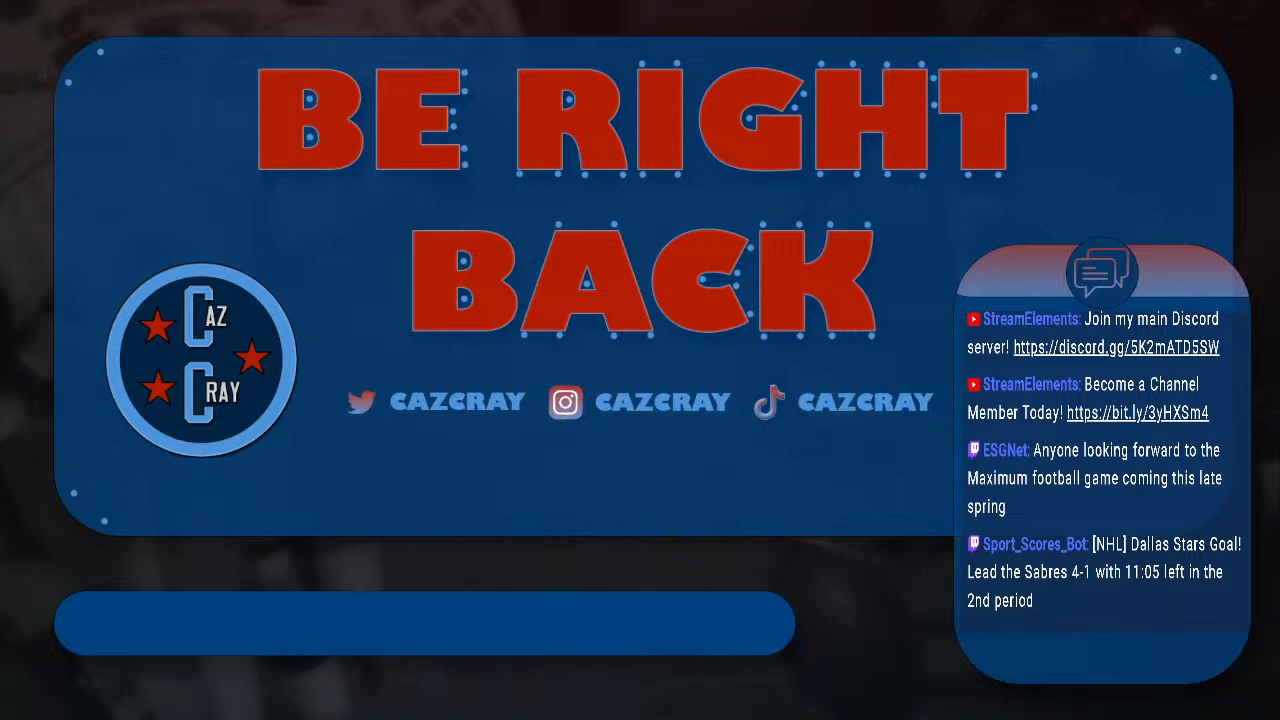 BE RIGHT
BACK
CAZ
CRAY
CAZCRAY CAZCRAY CAZCRAY
StreamElements: Join my main Discord
server! https://discord.gg/5K2mATD5SW
StreamElements: Become a Channel
Member Today! https://bit.ly/3yHXSm4
ESGNet: Anyone looking forward to the
Maximum football game coming this late
spring
Sport_Scores_Bot: [NHL] Dallas Stars Goal!
Lead the Sabres 4-1 with 11:05 left in the
2nd period